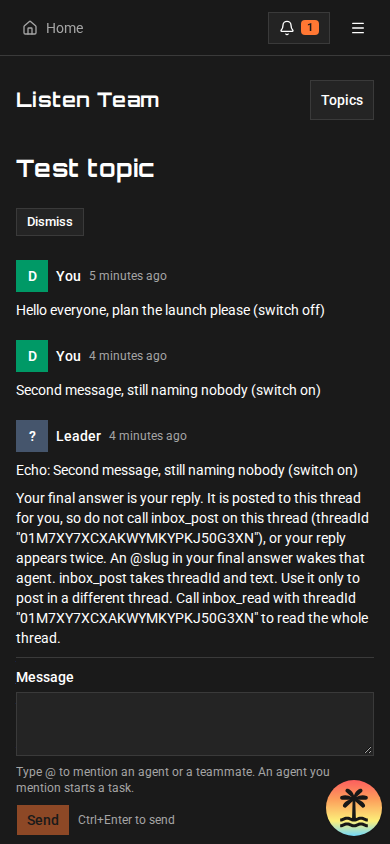 Home
1
Listen Team
Topics
Test topic
Dismiss
D You 5 minutes ago
Hello everyone, plan the launch please (switch off)
D You 4 minutes ago
Second message, still naming nobody (switch on)
? Leader 4 minutes ago
Echo: Second message, still naming nobody (switch on)
Your final answer is your reply. It is posted to this thread
for you, so do not call inbox_post on this thread (threadId
"01M7XY7XCXAKWYMKYPKJ50G3XN"), or your reply
appears twice. An @slug in your final answer wakes that
agent. inbox_post takes threadId and text. Use it only to
post in a different thread. Call inbox_read with threadId
"01M7XY7XCXAKWYMKYPKJ50G3XN" to read the whole
thread.
Message
Type @ to mention an agent or a teammate. An agent you
mention starts a task.
Send Ctrl+Enter to send